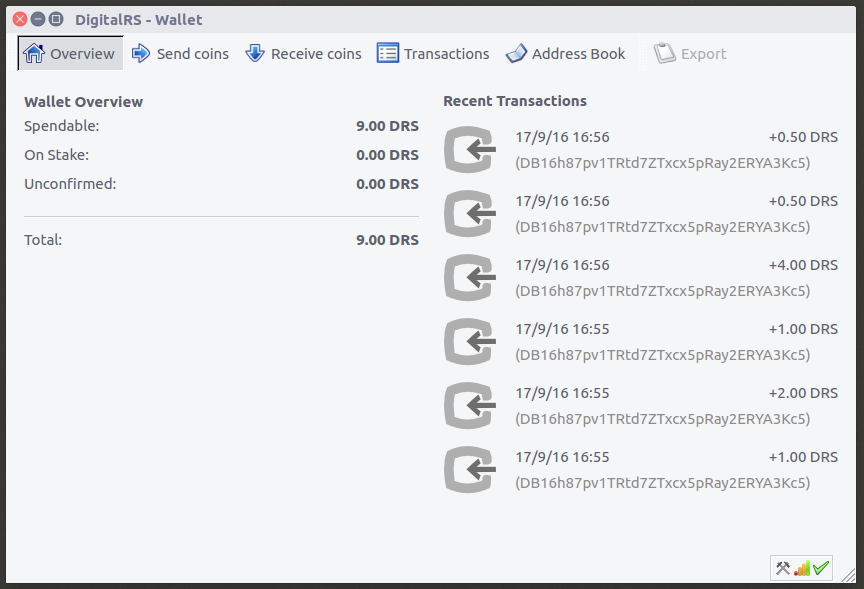 DigitalRS - Wallet
Overview Send coins Receive coins Transactions Address Book Export
Wallet Overview
Spendable: 9.00 DRS
On Stake: 0.00 DRS
Unconfirmed: 0.00 DRS
Total: 9.00 DRS
Recent Transactions
17/9/16 16:56 +0.50 DRS
(DB16h87pv1TRtd7ZTxcx5pRay2ERYA3Kc5)
17/9/16 16:56 +0.50 DRS
(DB16h87pv1TRtd7ZTxcx5pRay2ERYA3Kc5)
17/9/16 16:56 +4.00 DRS
(DB16h87pv1TRtd7ZTxcx5pRay2ERYA3Kc5)
17/9/16 16:55 +1.00 DRS
(DB16h87pv1TRtd7ZTxcx5pRay2ERYA3Kc5)
17/9/16 16:55 +2.00 DRS
(DB16h87pv1TRtd7ZTxcx5pRay2ERYA3Kc5)
17/9/16 16:55 +1.00 DRS
(DB16h87pv1TRtd7ZTxcx5pRay2ERYA3Kc5)